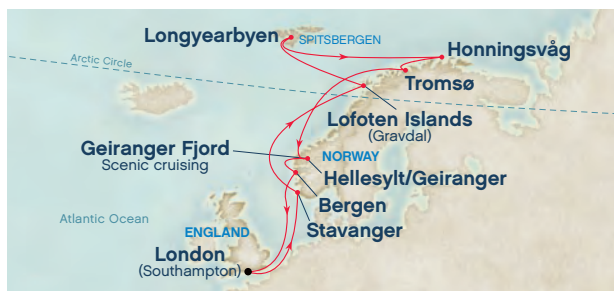 Longyearbyen
SPITSBERGEN
Honningsvåg
Arctic Circle
Tromsø
Lofoten Islands
(Gravdal)
Geiranger Fjord
Scenic cruising
NORWAY
Hellesylt/Geiranger
Bergen
Atlantic Ocean
ENGLAND
Stavanger
London
(Southampton)